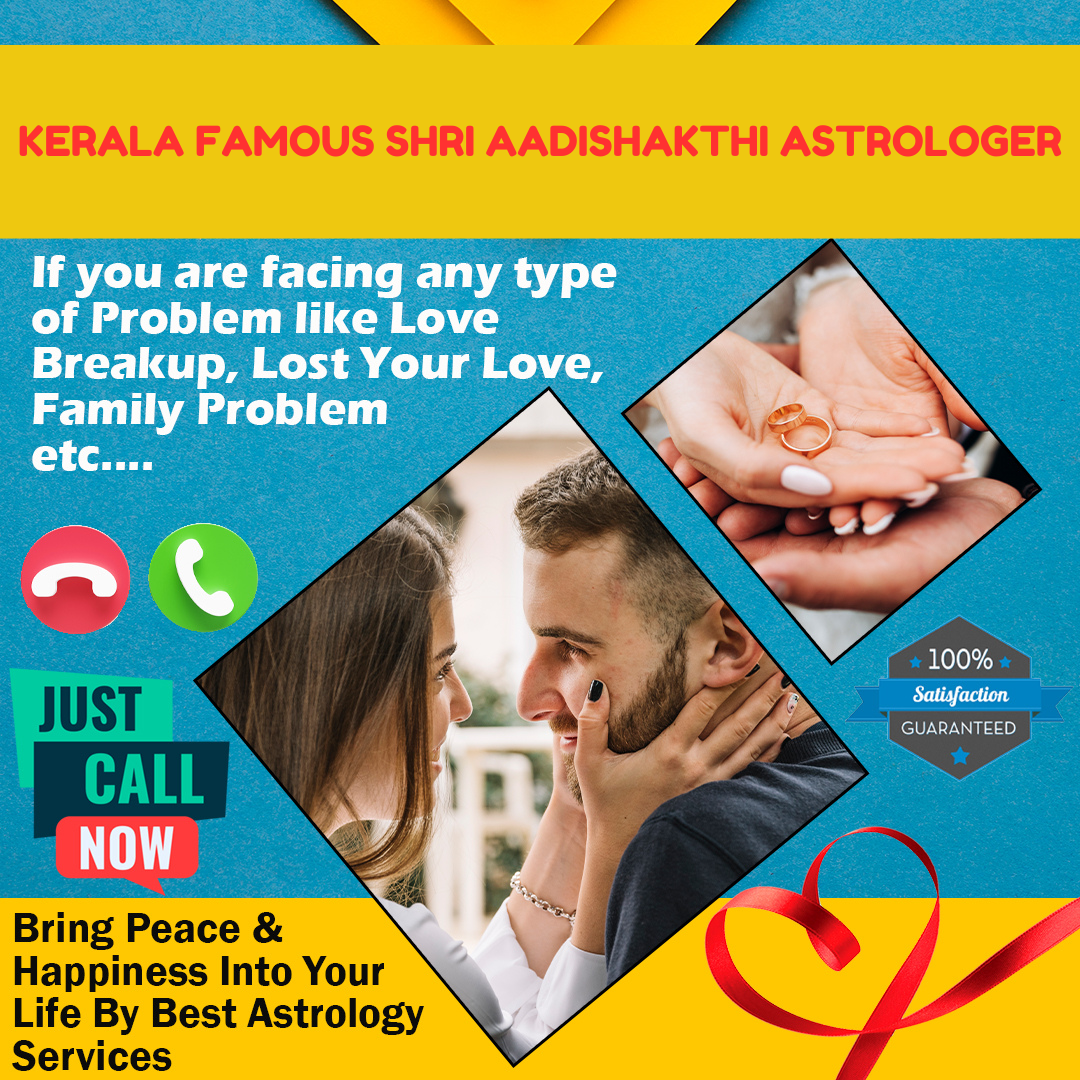 KERALA FAMOUS SHRI AADISHAKTHI ASTROLOGER
If you are facing any type
of Problem like Love
Breakup, Lost Your Love,
Family Problem
etc....
100%
Satisfaction
GUARANTEED
JUST
CALL
NOW
Bring Peace &
Happiness Into Your
Life By Best Astrology
Services